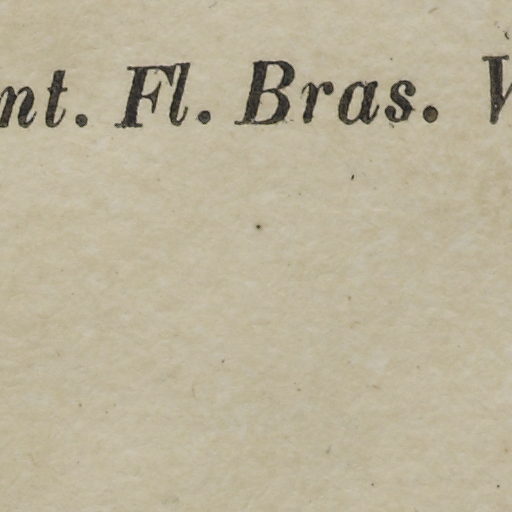 nt. Fl. Bras. V